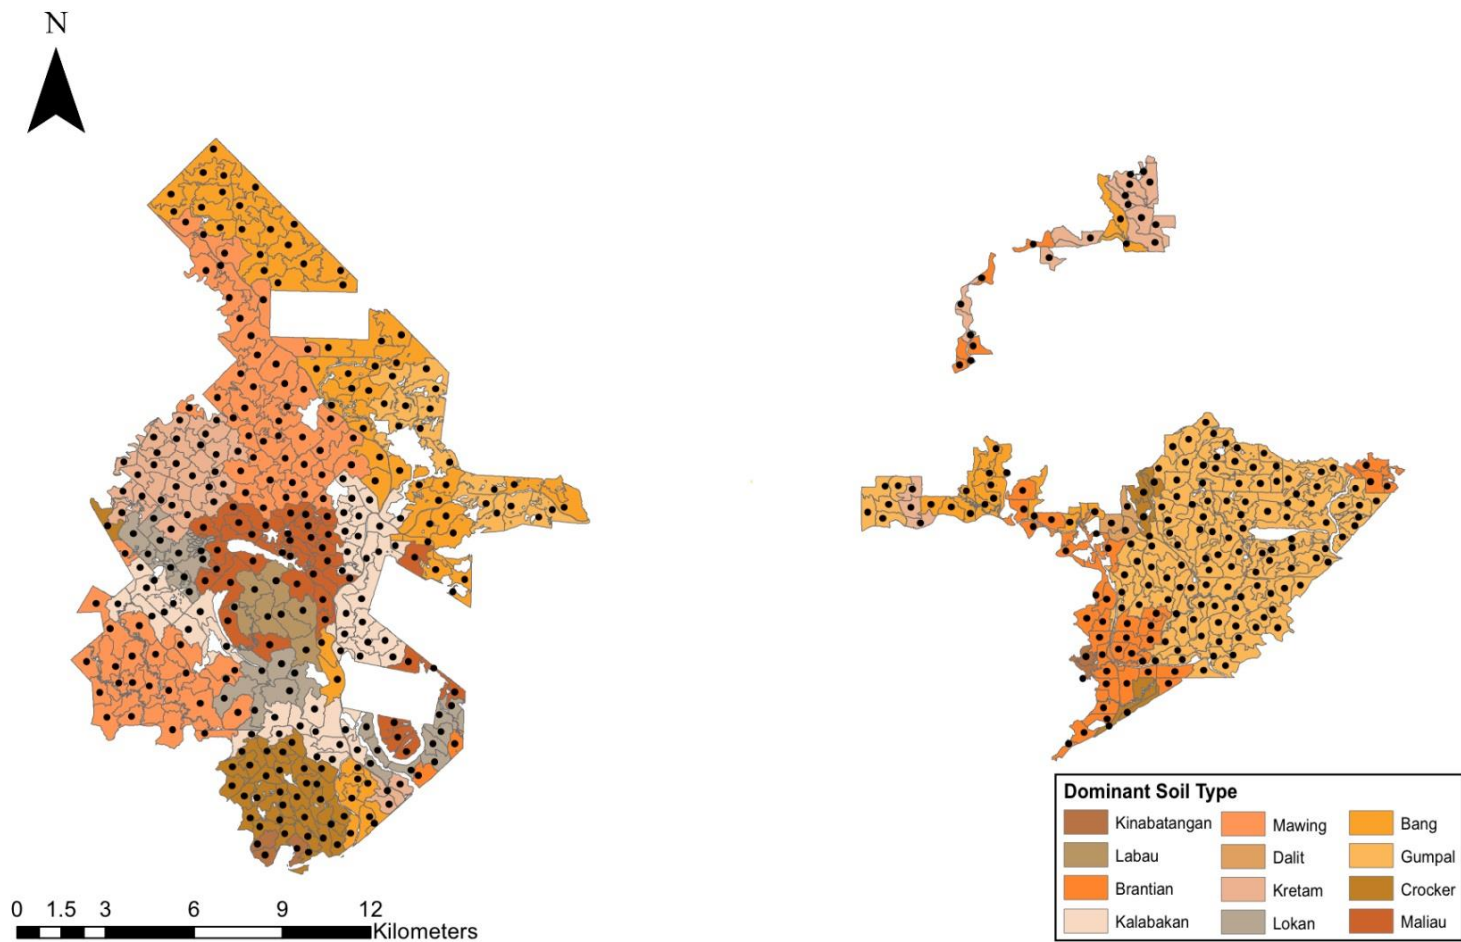 N
0 1.5 3 6 9 12
Kilometers
Dominant Soil Type
Kinabatangan Mawing Bang
Labau Dalit Gumpal
Brantian Kretam Crocker
Kalabakan Lokan Maliau